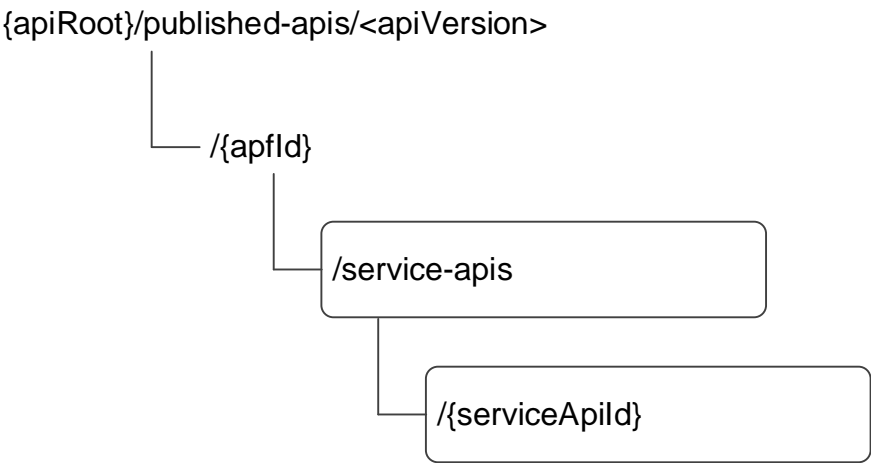 {apiRoot}/published-apis/<apiVersion>
/{apfId}
/service-apis
/{serviceApiId}